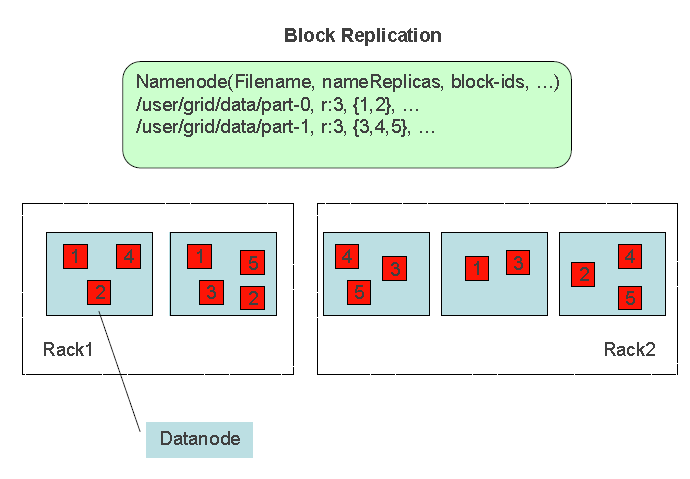 Block Replication
Namenode(Filename, nameReplicas, block-ids, …)
/user/grid/data/part-0, r:3, {1,2}, …
/user/grid/data/part-1, r:3, {3,4,5}, …
1 4
2
1 5
3 2
4 3
5
1 3
4
2
5
Rack1
Rack2
Datanode